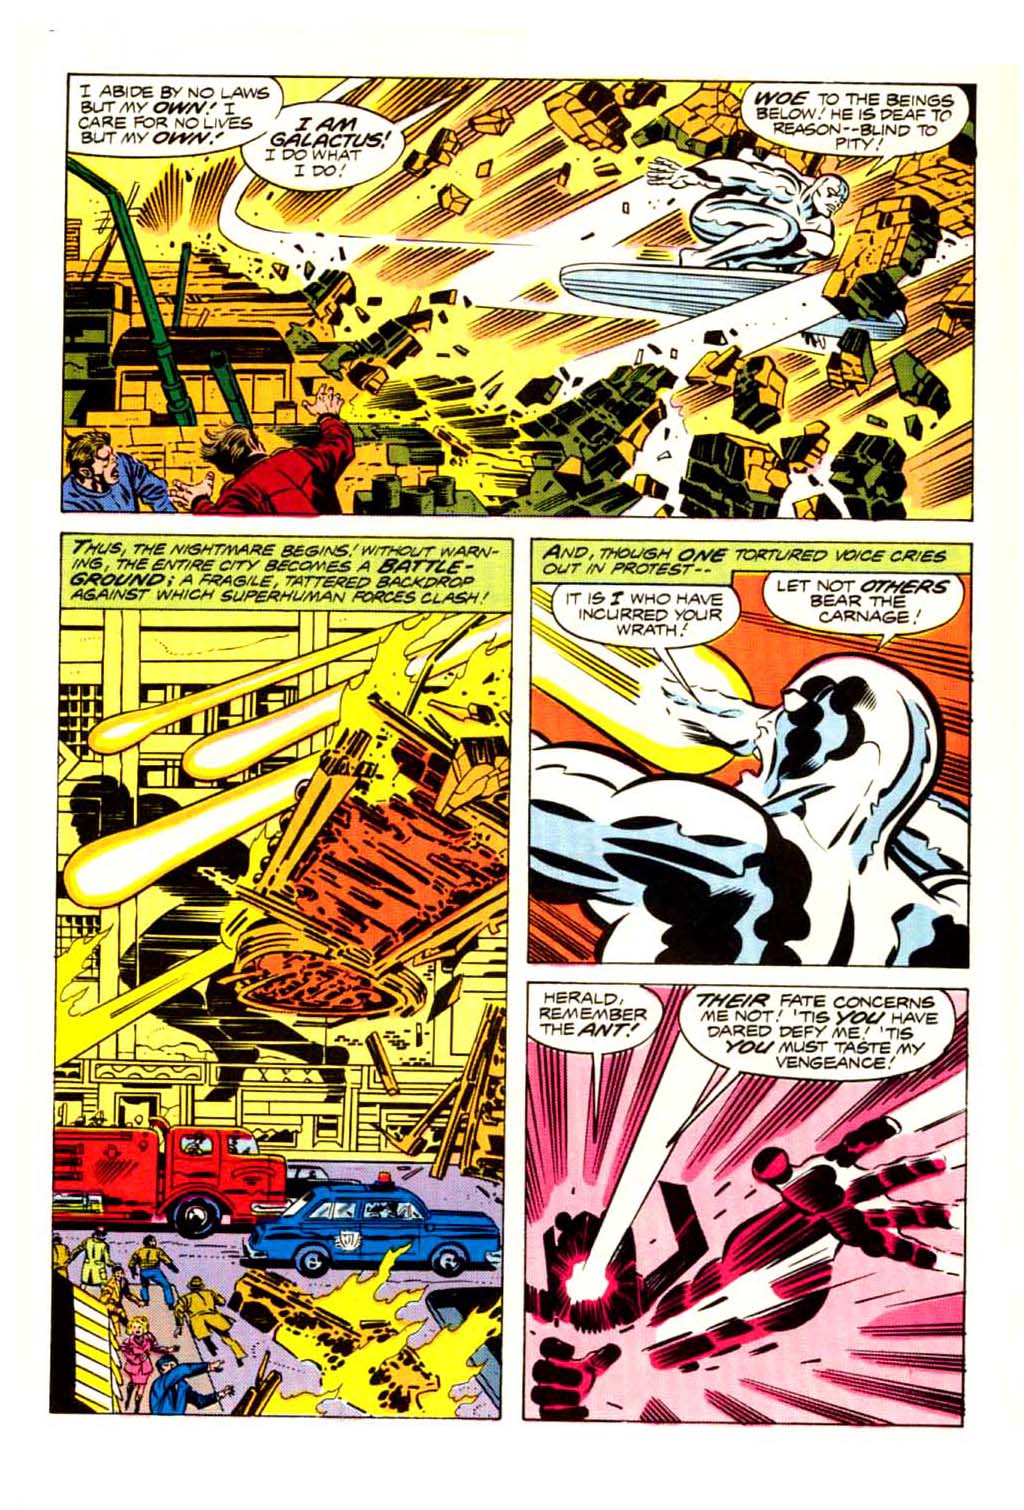 I ABIDE BY NO LAWS
BUT MY OWN! I
CARE FOR NO LIVES
BUT MY OWN!
I AM
GALACTUS!
I DO WHAT
I DO!
WOE TO THE BEINGS
BELOW! HE IS DEAF TO
REASON--BLIND TO
PITY!
THUS, THE NIGHTMARE BEGINS! WITHOUT WARN-
ING, THE ENTIRE CITY BECOMES A BATTLE-
GROUND; A FRAGILE, TATTERED BACKDROP
AGAINST WHICH SUPERHUMAN FORCES CLASH!
AND, THOUGH ONE TORTURED VOICE CRIES
OUT IN PROTEST--
IT IS I WHO HAVE
INCURRED YOUR
WRATH!
LET NOT OTHERS
BEAR THE
CARNAGE!
HERALD,
REMEMBER
THE ANT!
THEIR FATE CONCERNS
ME NOT! 'TIS YOU HAVE
DARED DEFY ME! 'TIS
YOU MUST TASTE MY
VENGEANCE!